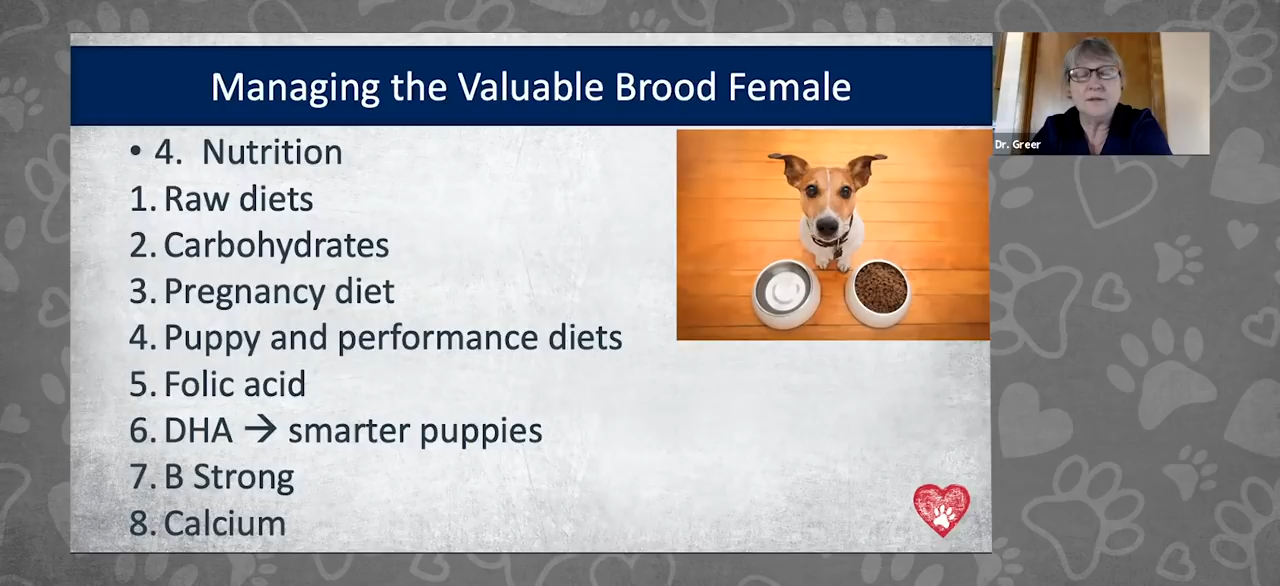 Managing the Valuable Brood Female
• 4. Nutrition
1. Raw diets
2. Carbohydrates
3. Pregnancy diet
4. Puppy and performance diets
5. Folic acid
6. DHA → smarter puppies
7. B Strong
8. Calcium
Dr. Greer